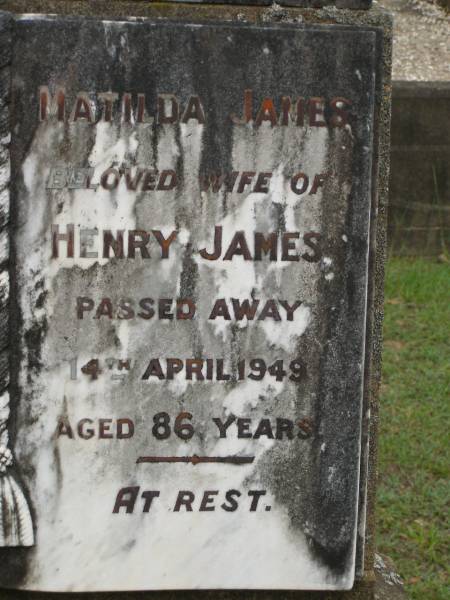 MATILDA JAMES
BELOVED WIFE OF
HENRY JAMES
PASSED AWAY
14TH APRIL 1949
AGED 86 YEARS.
AT REST.